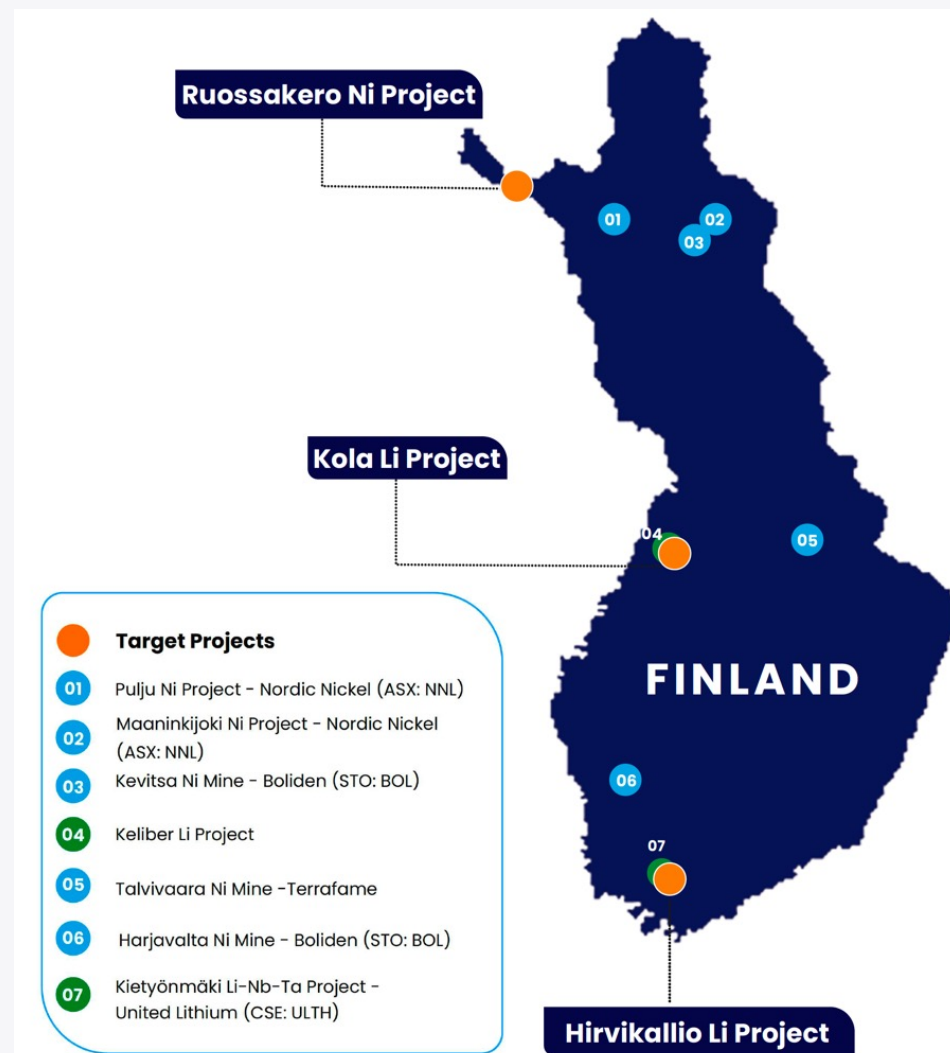 Ruossakero Ni Project
01
02
03
Kola Li Project
04
05
Target Projects
01 Pulju Ni Project - Nordic Nickel (ASX: NNL)
02 Maaninkijoki Ni Project - Nordic Nickel
(ASX: NNL)
03 Kevitsa Ni Mine - Boliden (STO: BOL)
04 Keliber Li Project
05 Talvivaara Ni Mine -Terrafame
06 Harjavalta Ni Mine - Boliden (STO: BOL)
07 Kietyönmäki Li-Nb-Ta Project -
United Lithium (CSE: ULTH)
FINLAND
06
07
Hirvikallio Li Project